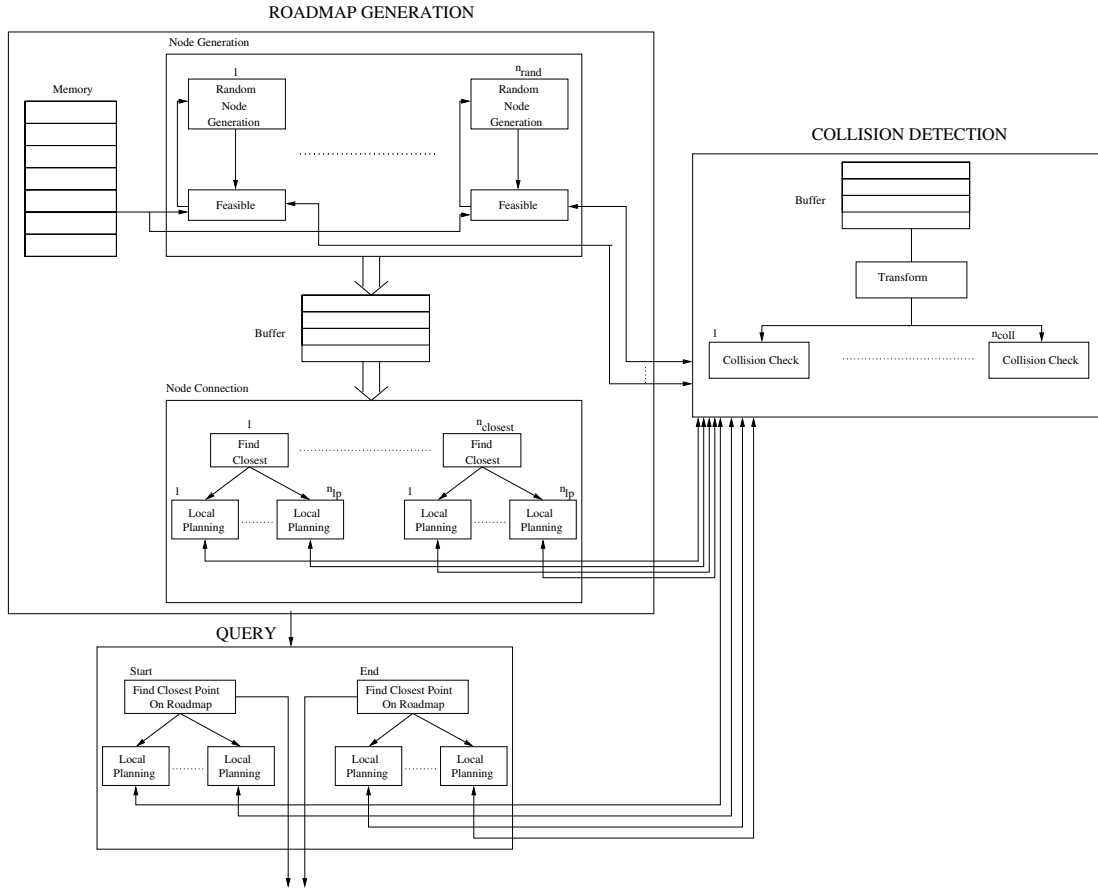 ROADMAP GENERATION
Node Generation
Memory
1
Random
Node
Generation
n_rand
Random
Node
Generation
Feasible
Feasible
Buffer
Node Connection
1
Find
Closest
n_closest
Find
Closest
1
Local
Planning
n_lp
Local
Planning
1
Local
Planning
n_lp
Local
Planning
COLLISION DETECTION
Buffer
Transform
1
Collision Check
n_coll
Collision Check
QUERY
Start
Find Closest Point
On Roadmap
Local
Planning
Local
Planning
End
Find Closest Point
On Roadmap
Local
Planning
Local
Planning